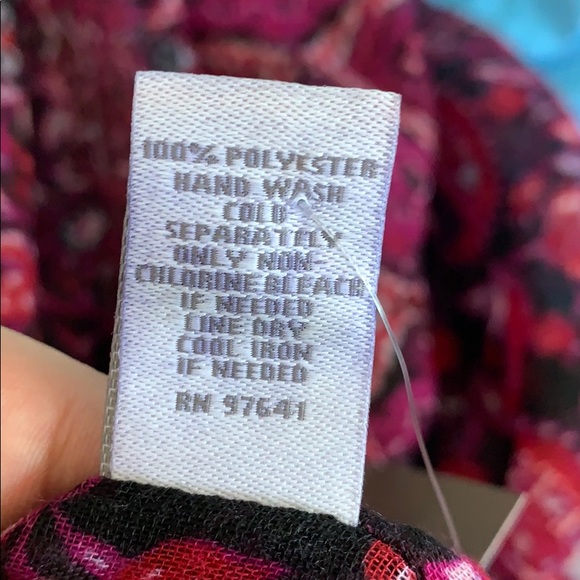 100% POLYESTER
HAND WASH
COLD
SEPARATELY
ONLY NON-
CHLORINE BLEACH
IF NEEDED
LINE DRY
COOL IRON
IF NEEDED
RN 97641